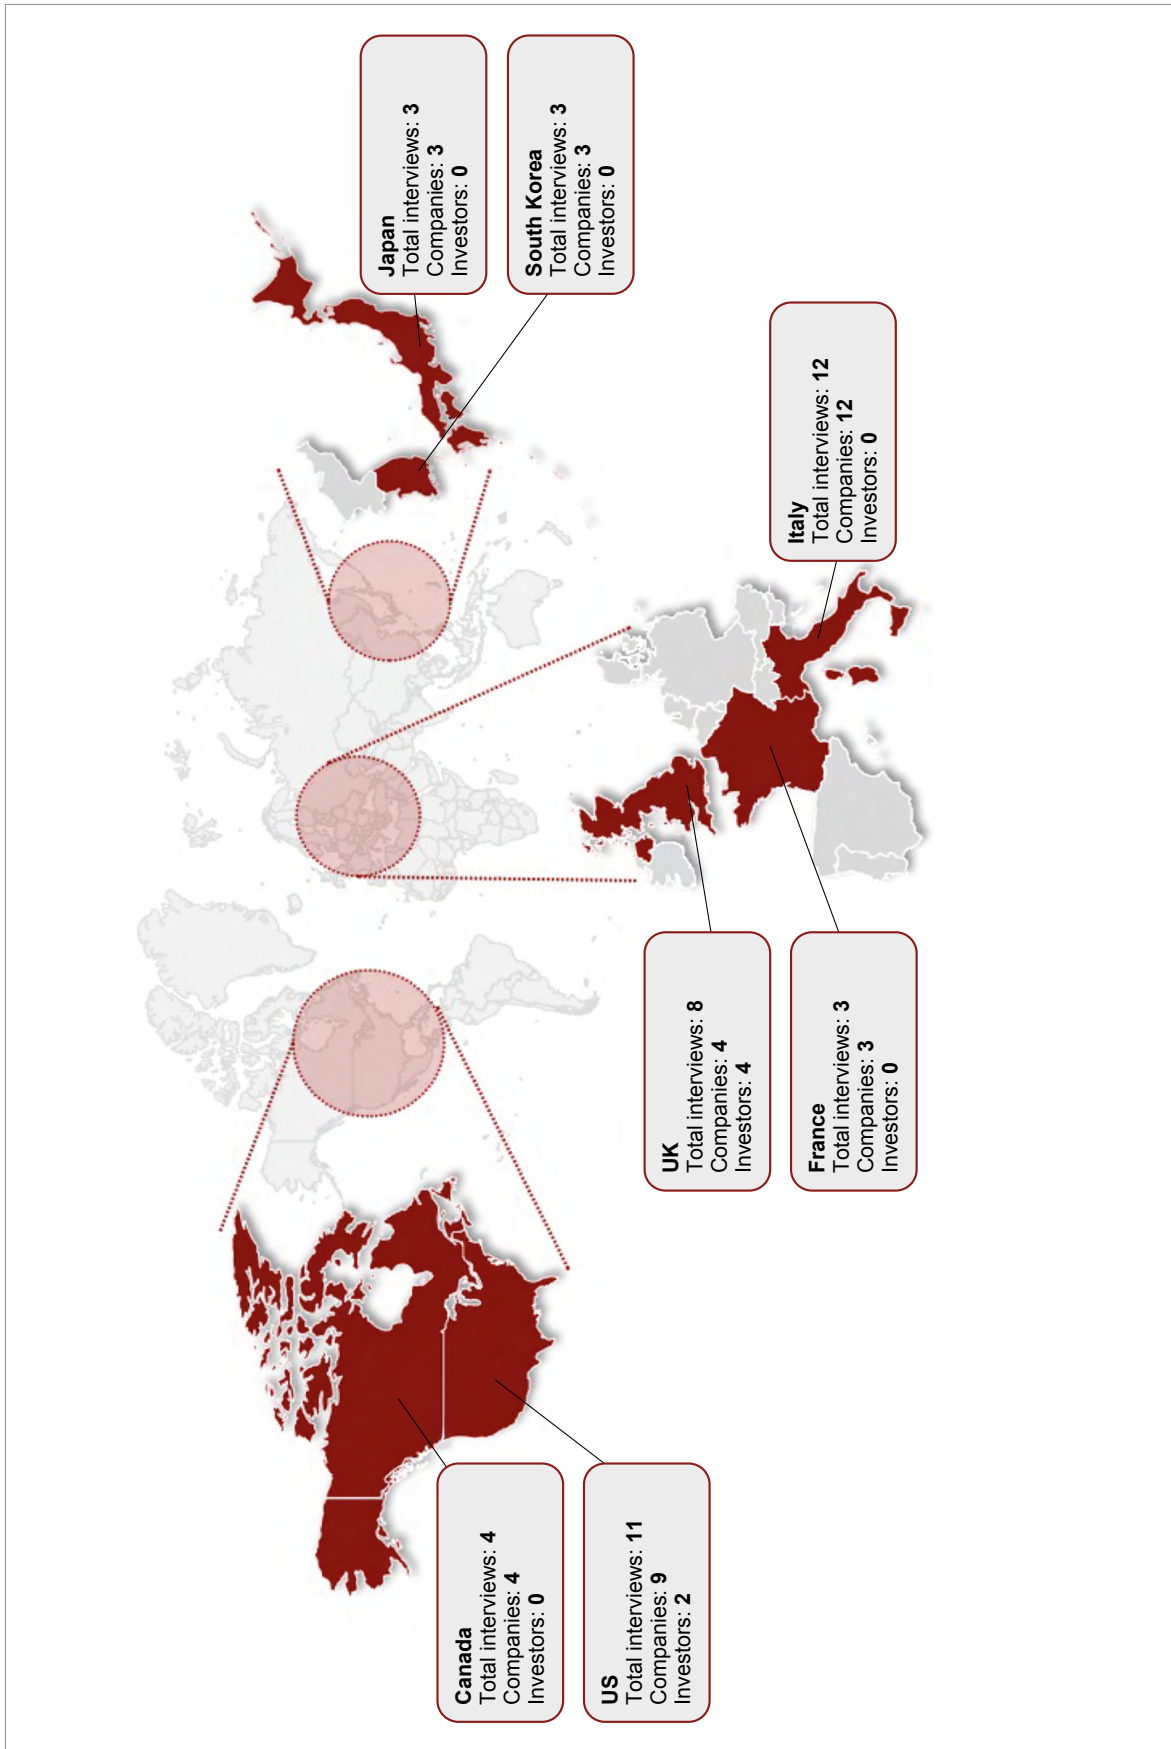 Canada
Total interviews: 4
Companies: 4
Investors: 0
US
Total interviews: 11
Companies: 9
Investors: 2
UK
Total interviews: 8
Companies: 4
Investors: 4
France
Total interviews: 3
Companies: 3
Investors: 0
Italy
Total interviews: 12
Companies: 12
Investors: 0
Japan
Total interviews: 3
Companies: 3
Investors: 0
South Korea
Total interviews: 3
Companies: 3
Investors: 0